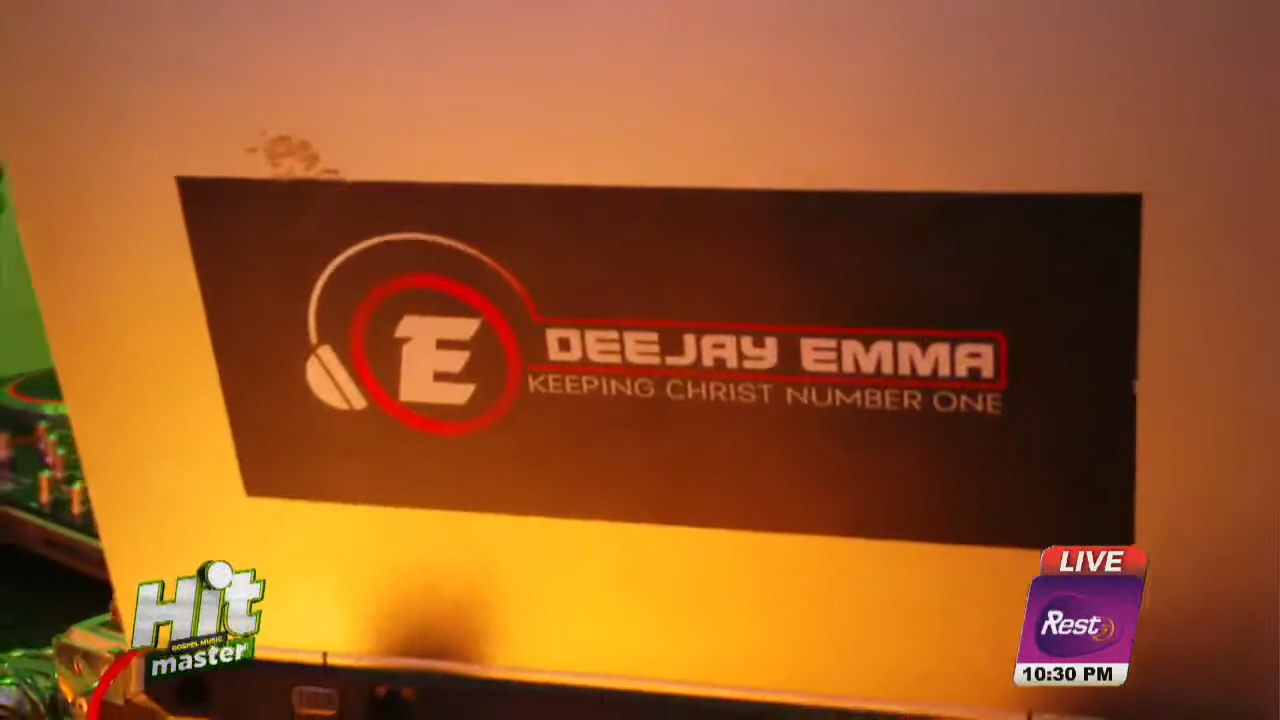 E
DEEJAY EMMA
KEEPING CHRIST NUMBER ONE
Hit
GOSPEL MUSIC
master
LIVE
Rest
10:30 PM